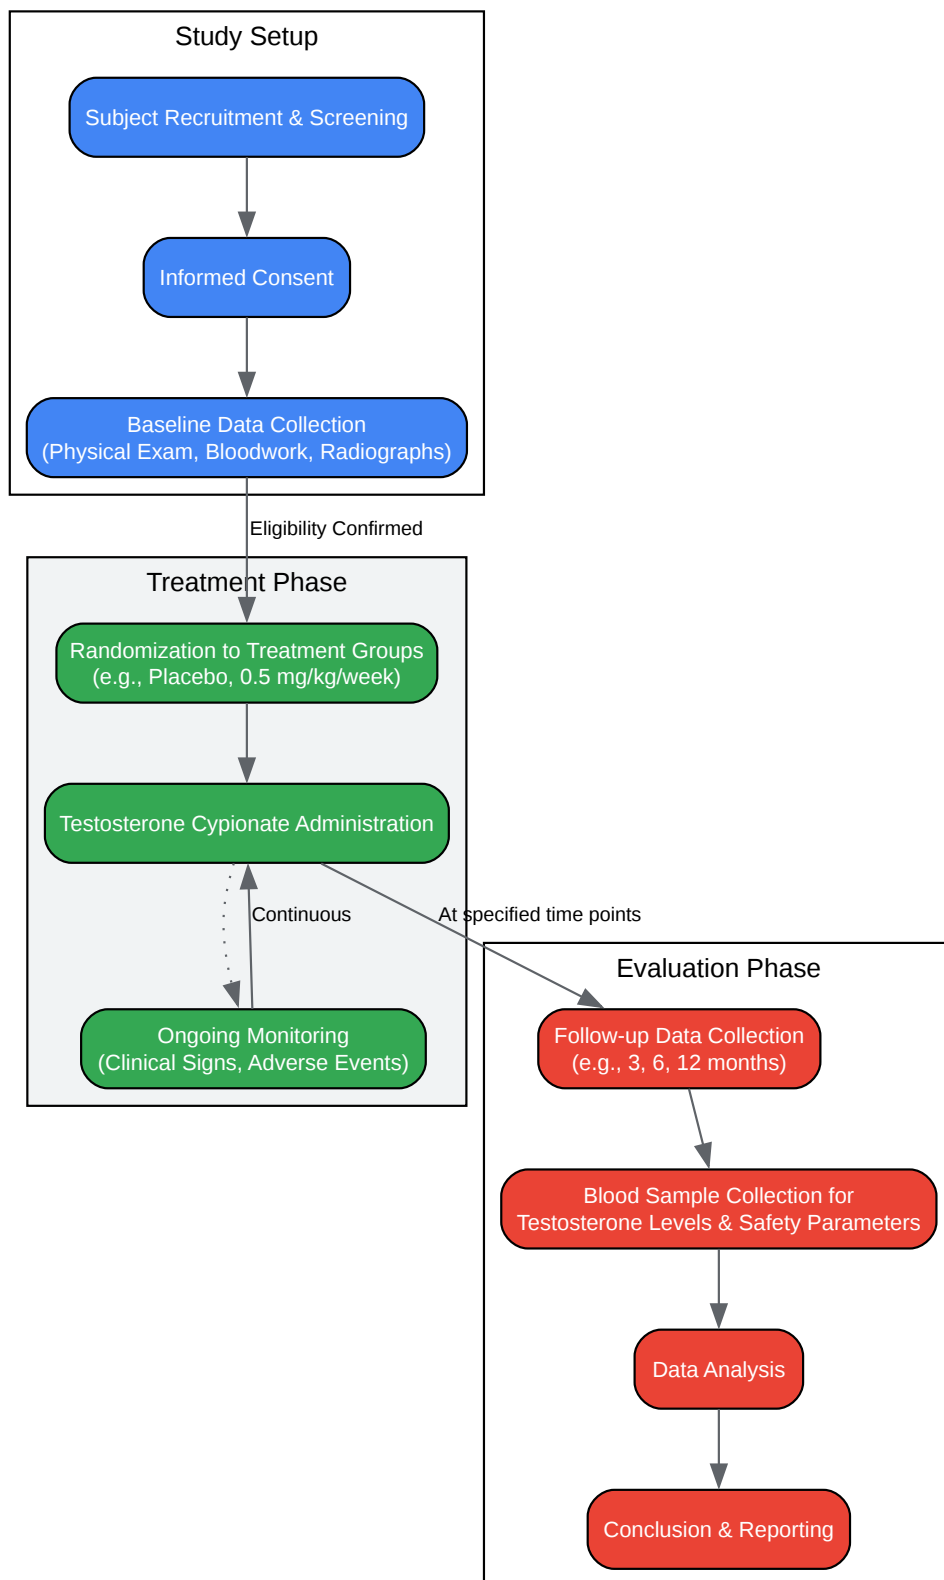 Study Setup
Subject Recruitment & Screening
Informed Consent
Baseline Data Collection
(Physical Exam, Bloodwork, Radiographs)
Eligibility Confirmed
Treatment Phase
Randomization to Treatment Groups
(e.g., Placebo, 0.5 mg/kg/week)
Testosterone Cypionate Administration
Continuous
At specified time points
Ongoing Monitoring
(Clinical Signs, Adverse Events)
Evaluation Phase
Follow-up Data Collection
(e.g., 3, 6, 12 months)
Blood Sample Collection for
Testosterone Levels & Safety Parameters
Data Analysis
Conclusion & Reporting